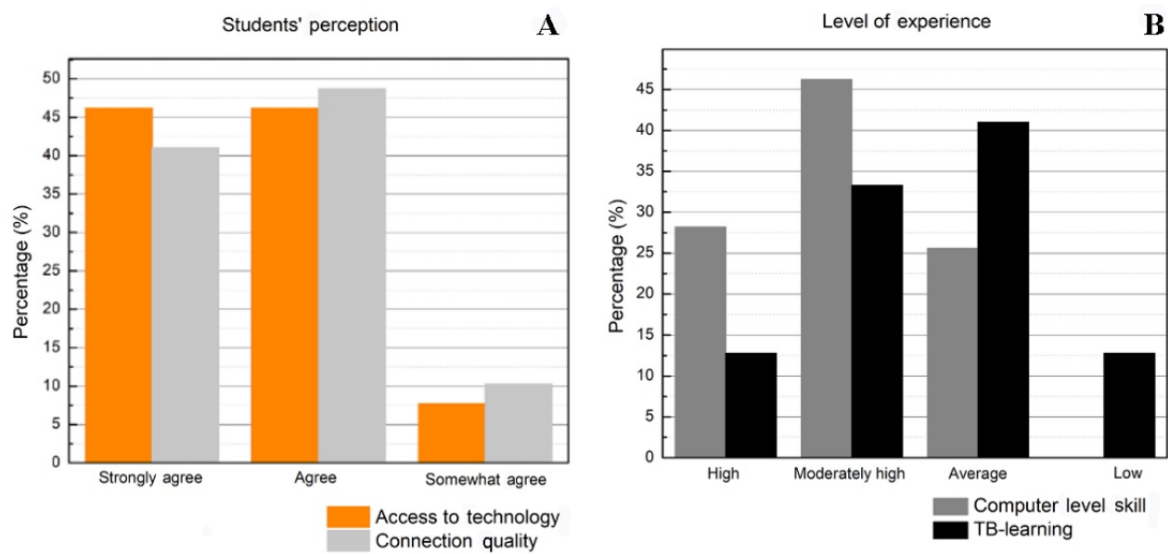 Students' perception
A
Percentage (%)
50
45
40
35
30
25
20
15
10
5
0
Strongly agree Agree Somewhat agree
Access to technology
Connection quality
Level of experience
B
Percentage (%)
45
40
35
30
25
20
15
10
5
0
High Moderately high Average Low
Computer level skill
TB-learning